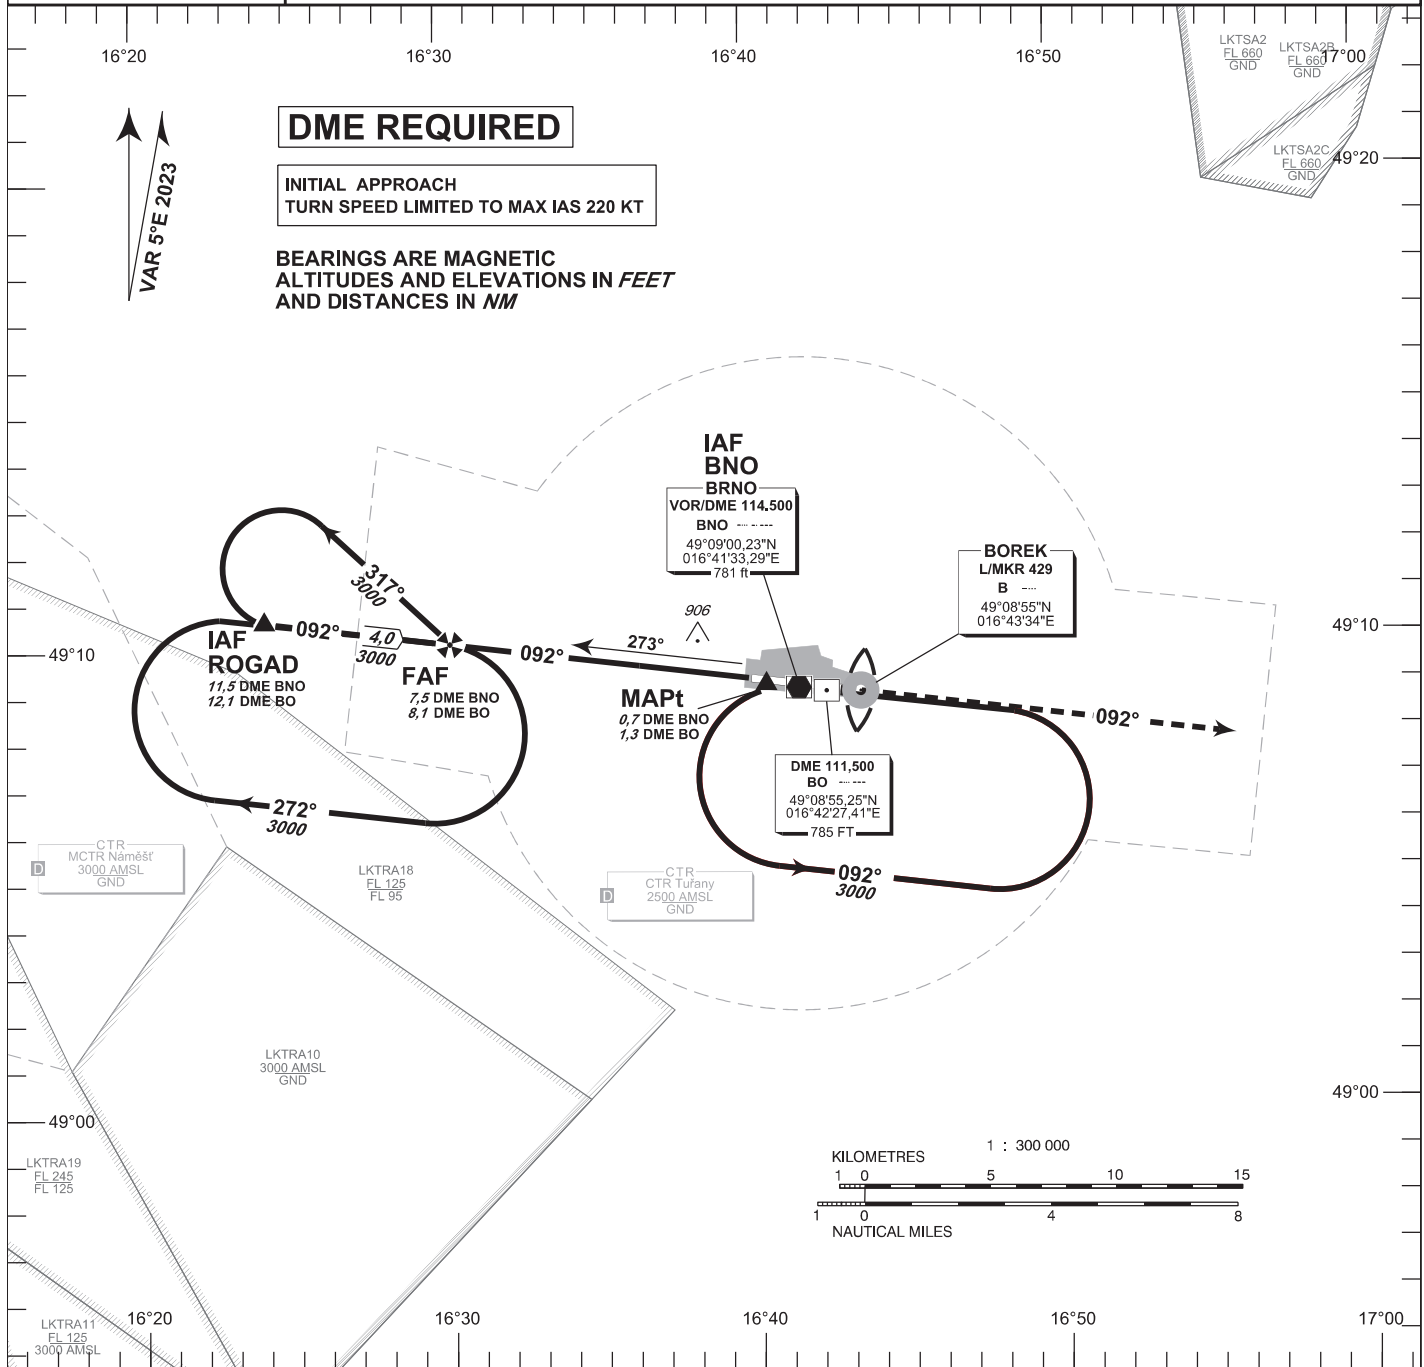 16°20
16°30
16°40
16°50
17°00
LKTSA2
FL 660
GND
LKTSA2B
FL 660
GND
LKTSA2C
FL 660
GND
49°20
VAR 5°E 2023
DME REQUIRED
INITIAL APPROACH
TURN SPEED LIMITED TO MAX IAS 220 KT
BEARINGS ARE MAGNETIC
ALTITUDES AND ELEVATIONS IN FEET
AND DISTANCES IN NM
IAF
BNO
BRNO
VOR/DME 114.500
BNO
49°09'00,23"N
016°41'33,29"E
781 ft
BOREK
L/MKR 429
B
49°08'55"N
016°43'34"E
317°
3000
906
273°
49°10
49°10
092°
4,0
3000
092°
IAF
ROGAD
11,5 DME BNO
12,1 DME BO
FAF
7,5 DME BNO
8,1 DME BO
MAPt
0,7 DME BNO
1,3 DME BO
092°
DME 111,500
BO
49°08'55,25"N
016°42'27,41"E
785 FT
272°
3000
092°
3000
D
CTR
MCTR Náměšť
3000 AMSL
GND
LKTRA18
FL 125
FL 95
D
CTR
CTR Tuřany
2500 AMSL
GND
LKTRA10
3000 AMSL
GND
49°00
49°00
LKTRA19
FL 245
FL 125
1 : 300 000
KILOMETRES
1 0 5 10 15
1 0 4 8
NAUTICAL MILES
LKTRA11
FL 125
3000 AMSL
16°20
16°30
16°40
16°50
17°00